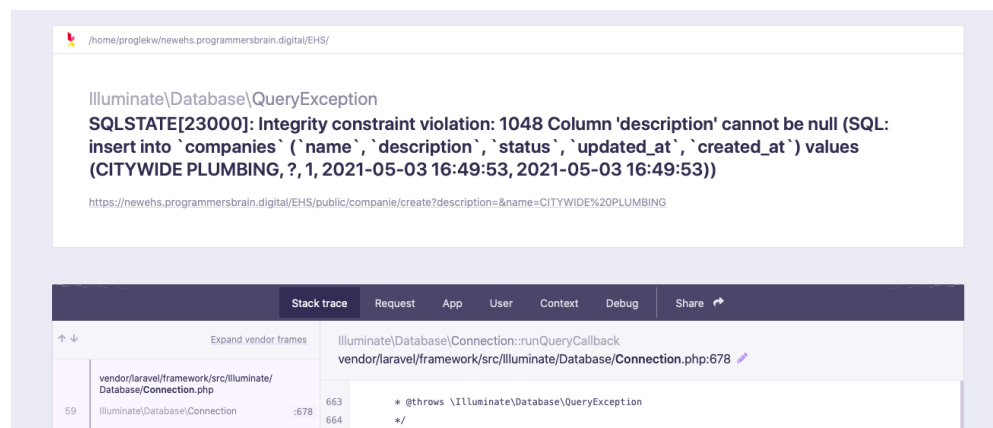 /home/proglekw/newehs.programmersbrain.digital/EHS/
Illuminate\Database\QueryException
SQLSTATE[23000]: Integrity constraint violation: 1048 Column 'description' cannot be null (SQL:
insert into `companies` (`name`, `description`, `status`, `updated_at`, `created_at`) values
(CITYWIDE PLUMBING, ?, 1, 2021-05-03 16:49:53, 2021-05-03 16:49:53))
https://newehs.programmersbrain.digital/EHS/public/companie/create?description=&name=CITYWIDE%20PLUMBING
Stack trace Request App User Context Debug Share
Expand vendor frames
Illuminate\Database\Connection::runQueryCallback
vendor/laravel/framework/src/Illuminate/Database/Connection.php:678
vendor/laravel/framework/src/Illuminate/
Database/Connection.php
59 Illuminate\Database\Connection :678
663 * @throws \Illuminate\Database\QueryException
664 */